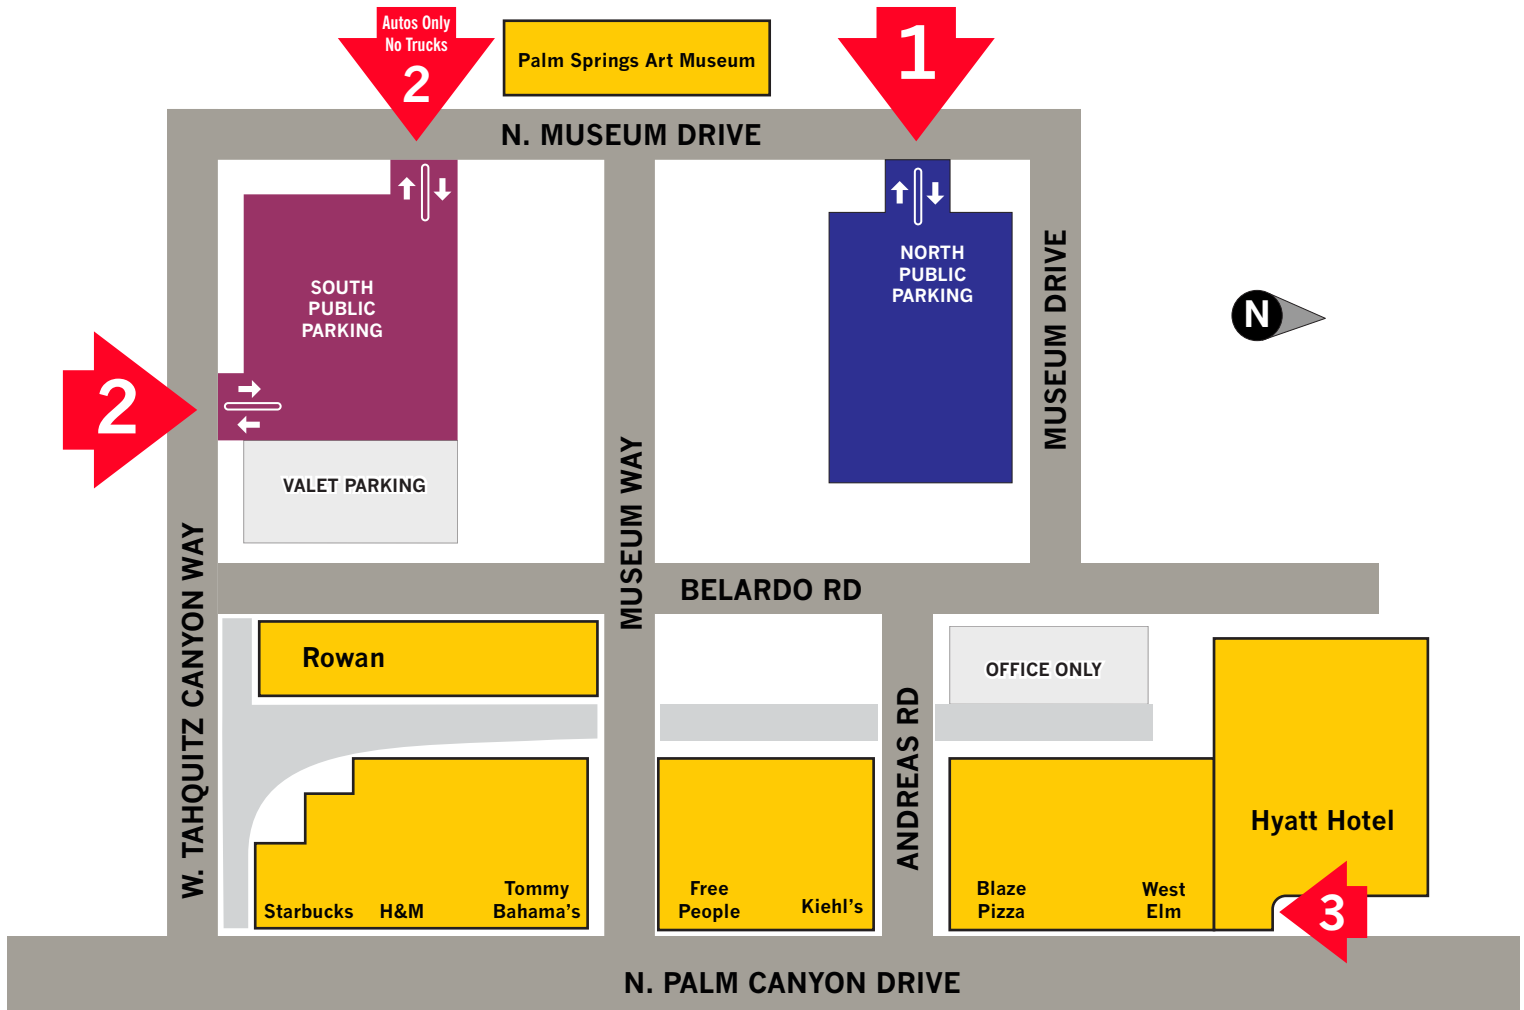 Autos Only
No Trucks
2
Palm Springs Art Museum
1
N. MUSEUM DRIVE
SOUTH
PUBLIC
PARKING
NORTH
PUBLIC
PARKING
MUSEUM DRIVE
N
2
VALET PARKING
MUSEUM WAY
W. TAHQUITZ CANYON WAY
BELARDO RD
Rowan
OFFICE ONLY
ANDREAS RD
Hyatt Hotel
Starbucks
H&M
Tommy
Bahama's
Free
People
Kiehl's
Blaze
Pizza
West
Elm
3
N. PALM CANYON DRIVE